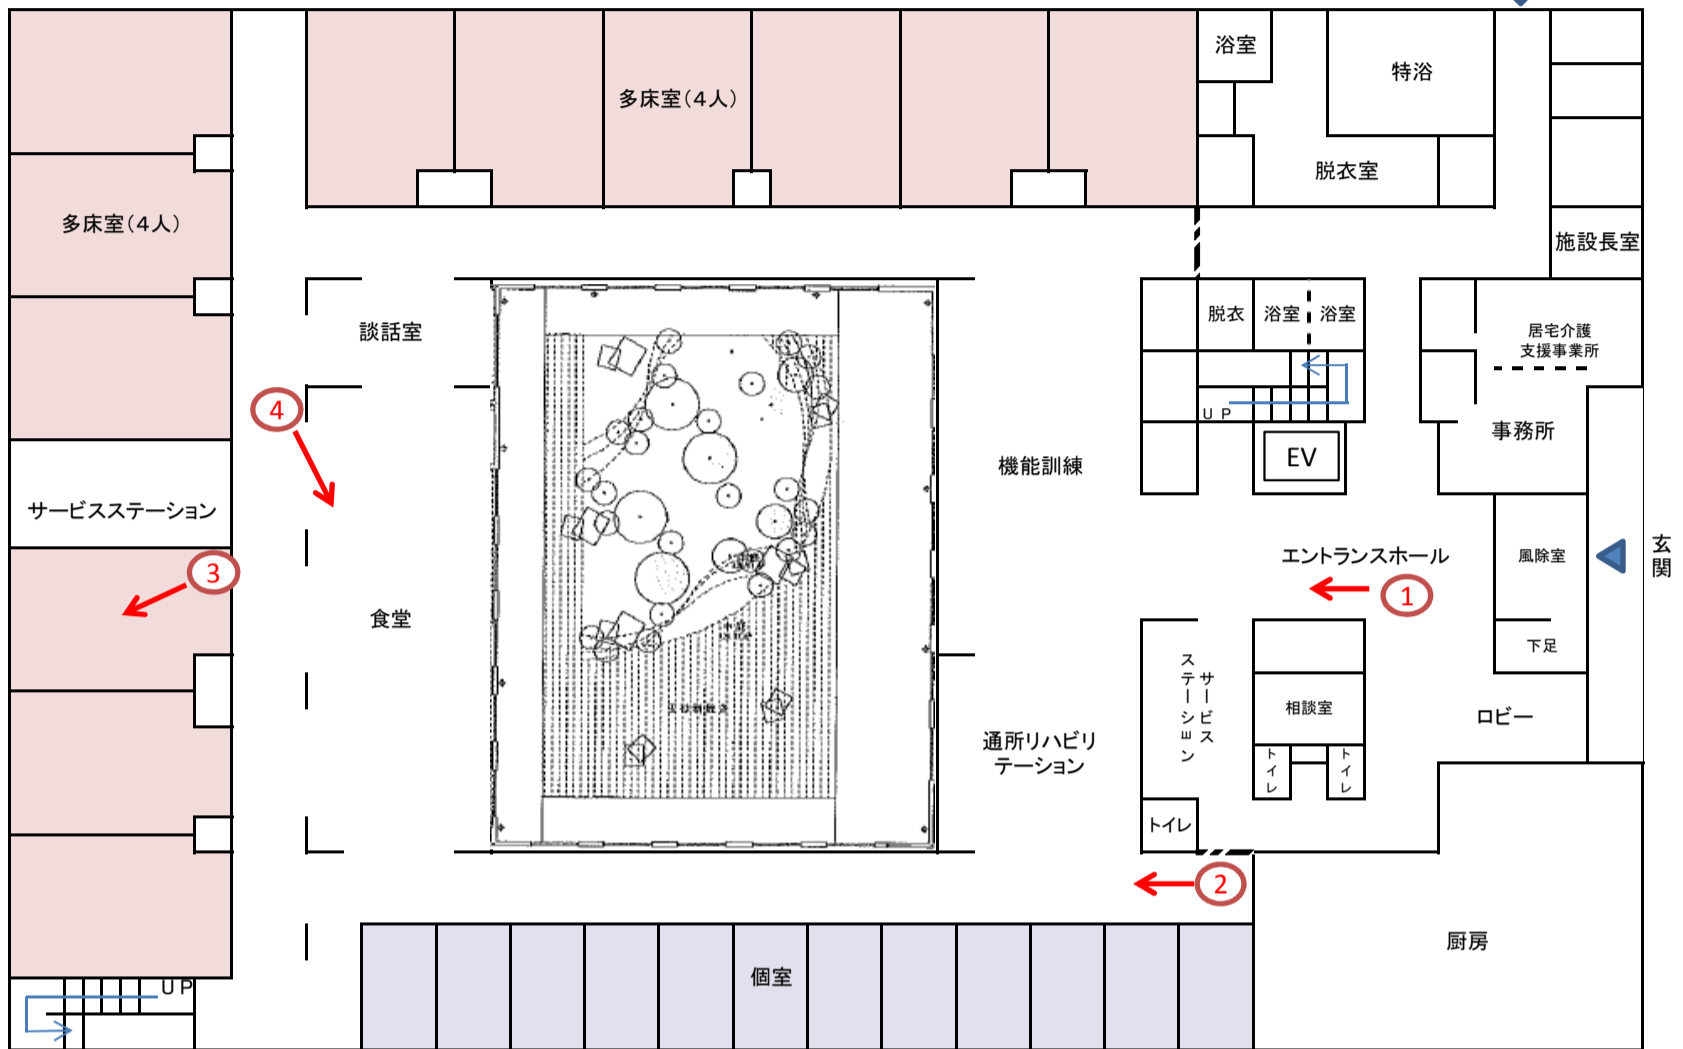 浴室
特浴
多床室(4人)
脱衣室
多床室(4人)
施設長室
脱衣
浴室
浴室
談話室
居宅介護
支援事業所
4
UP
事務所
EV
機能訓練
サービスステーション
玄関
風除室
エントランスホール
3
1
食堂
下足
サービス
ステーション
相談室
ロビー
通所リハビリ
テーション
トイレ
トイレ
トイレ
2
厨房
個室
UP